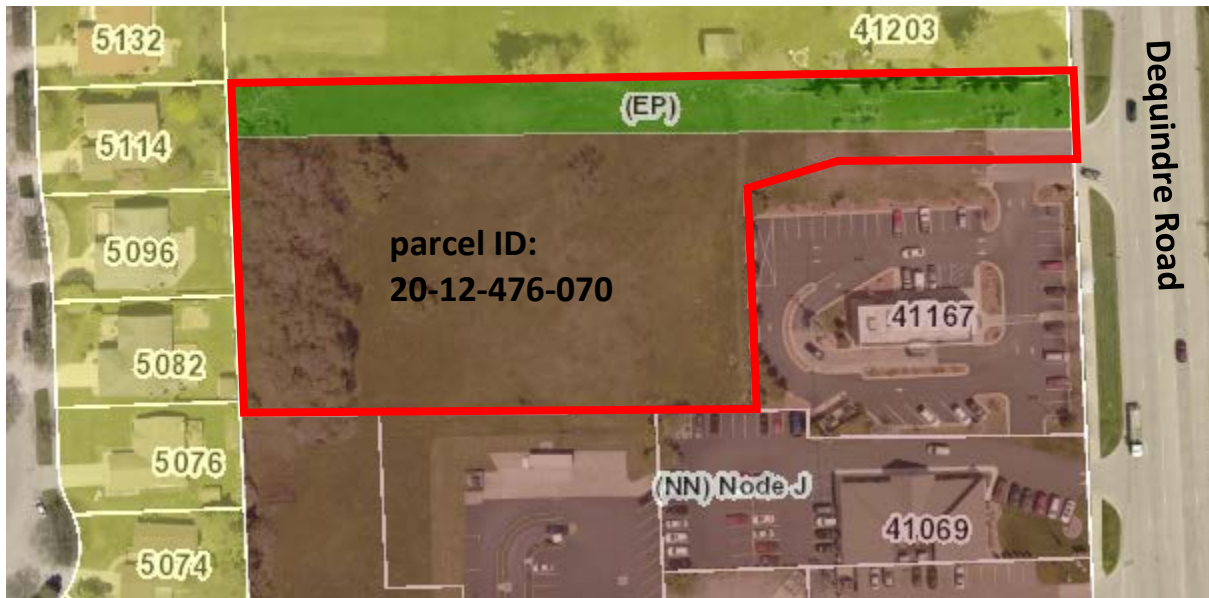 5132
41203
Dequindre Road
(EP)
5114
parcel ID:
20-12-476-070
5096
41167
5082
5076
(NN) Node J
41069
5074